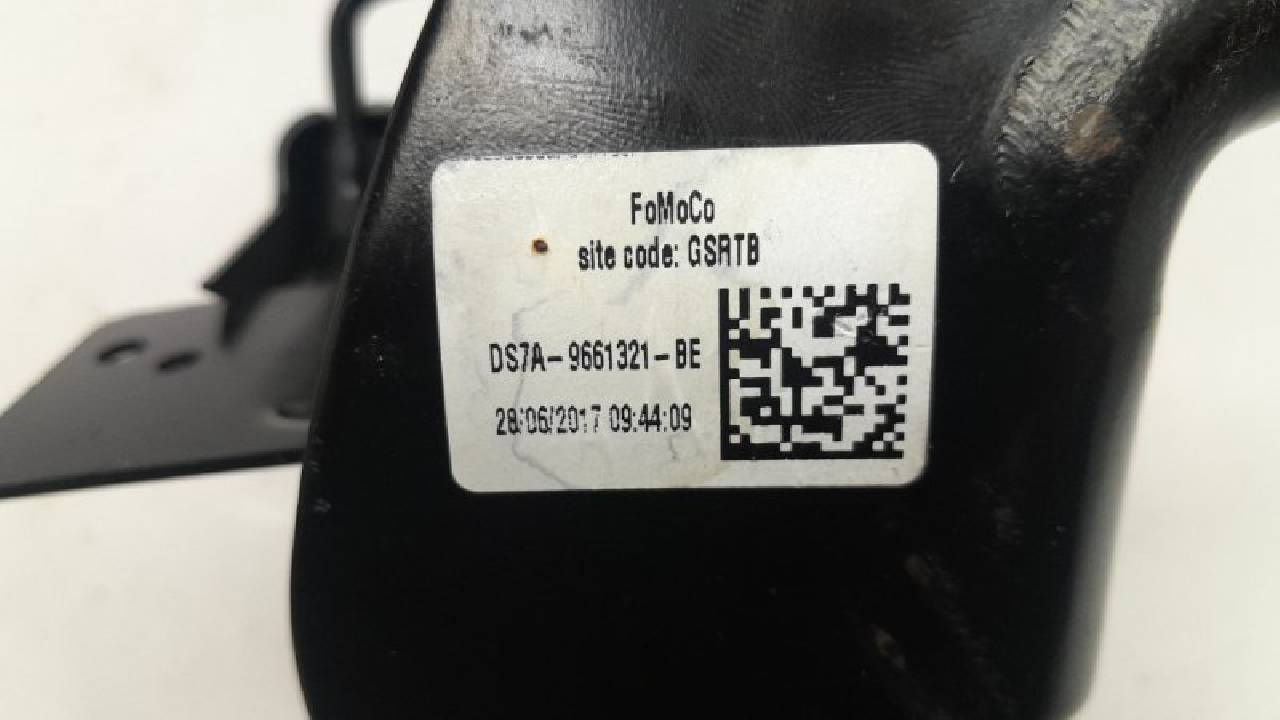 FoMoCo
site code: GSRTB
DS7A-9661321-BE
28/06/2017 09:44:09